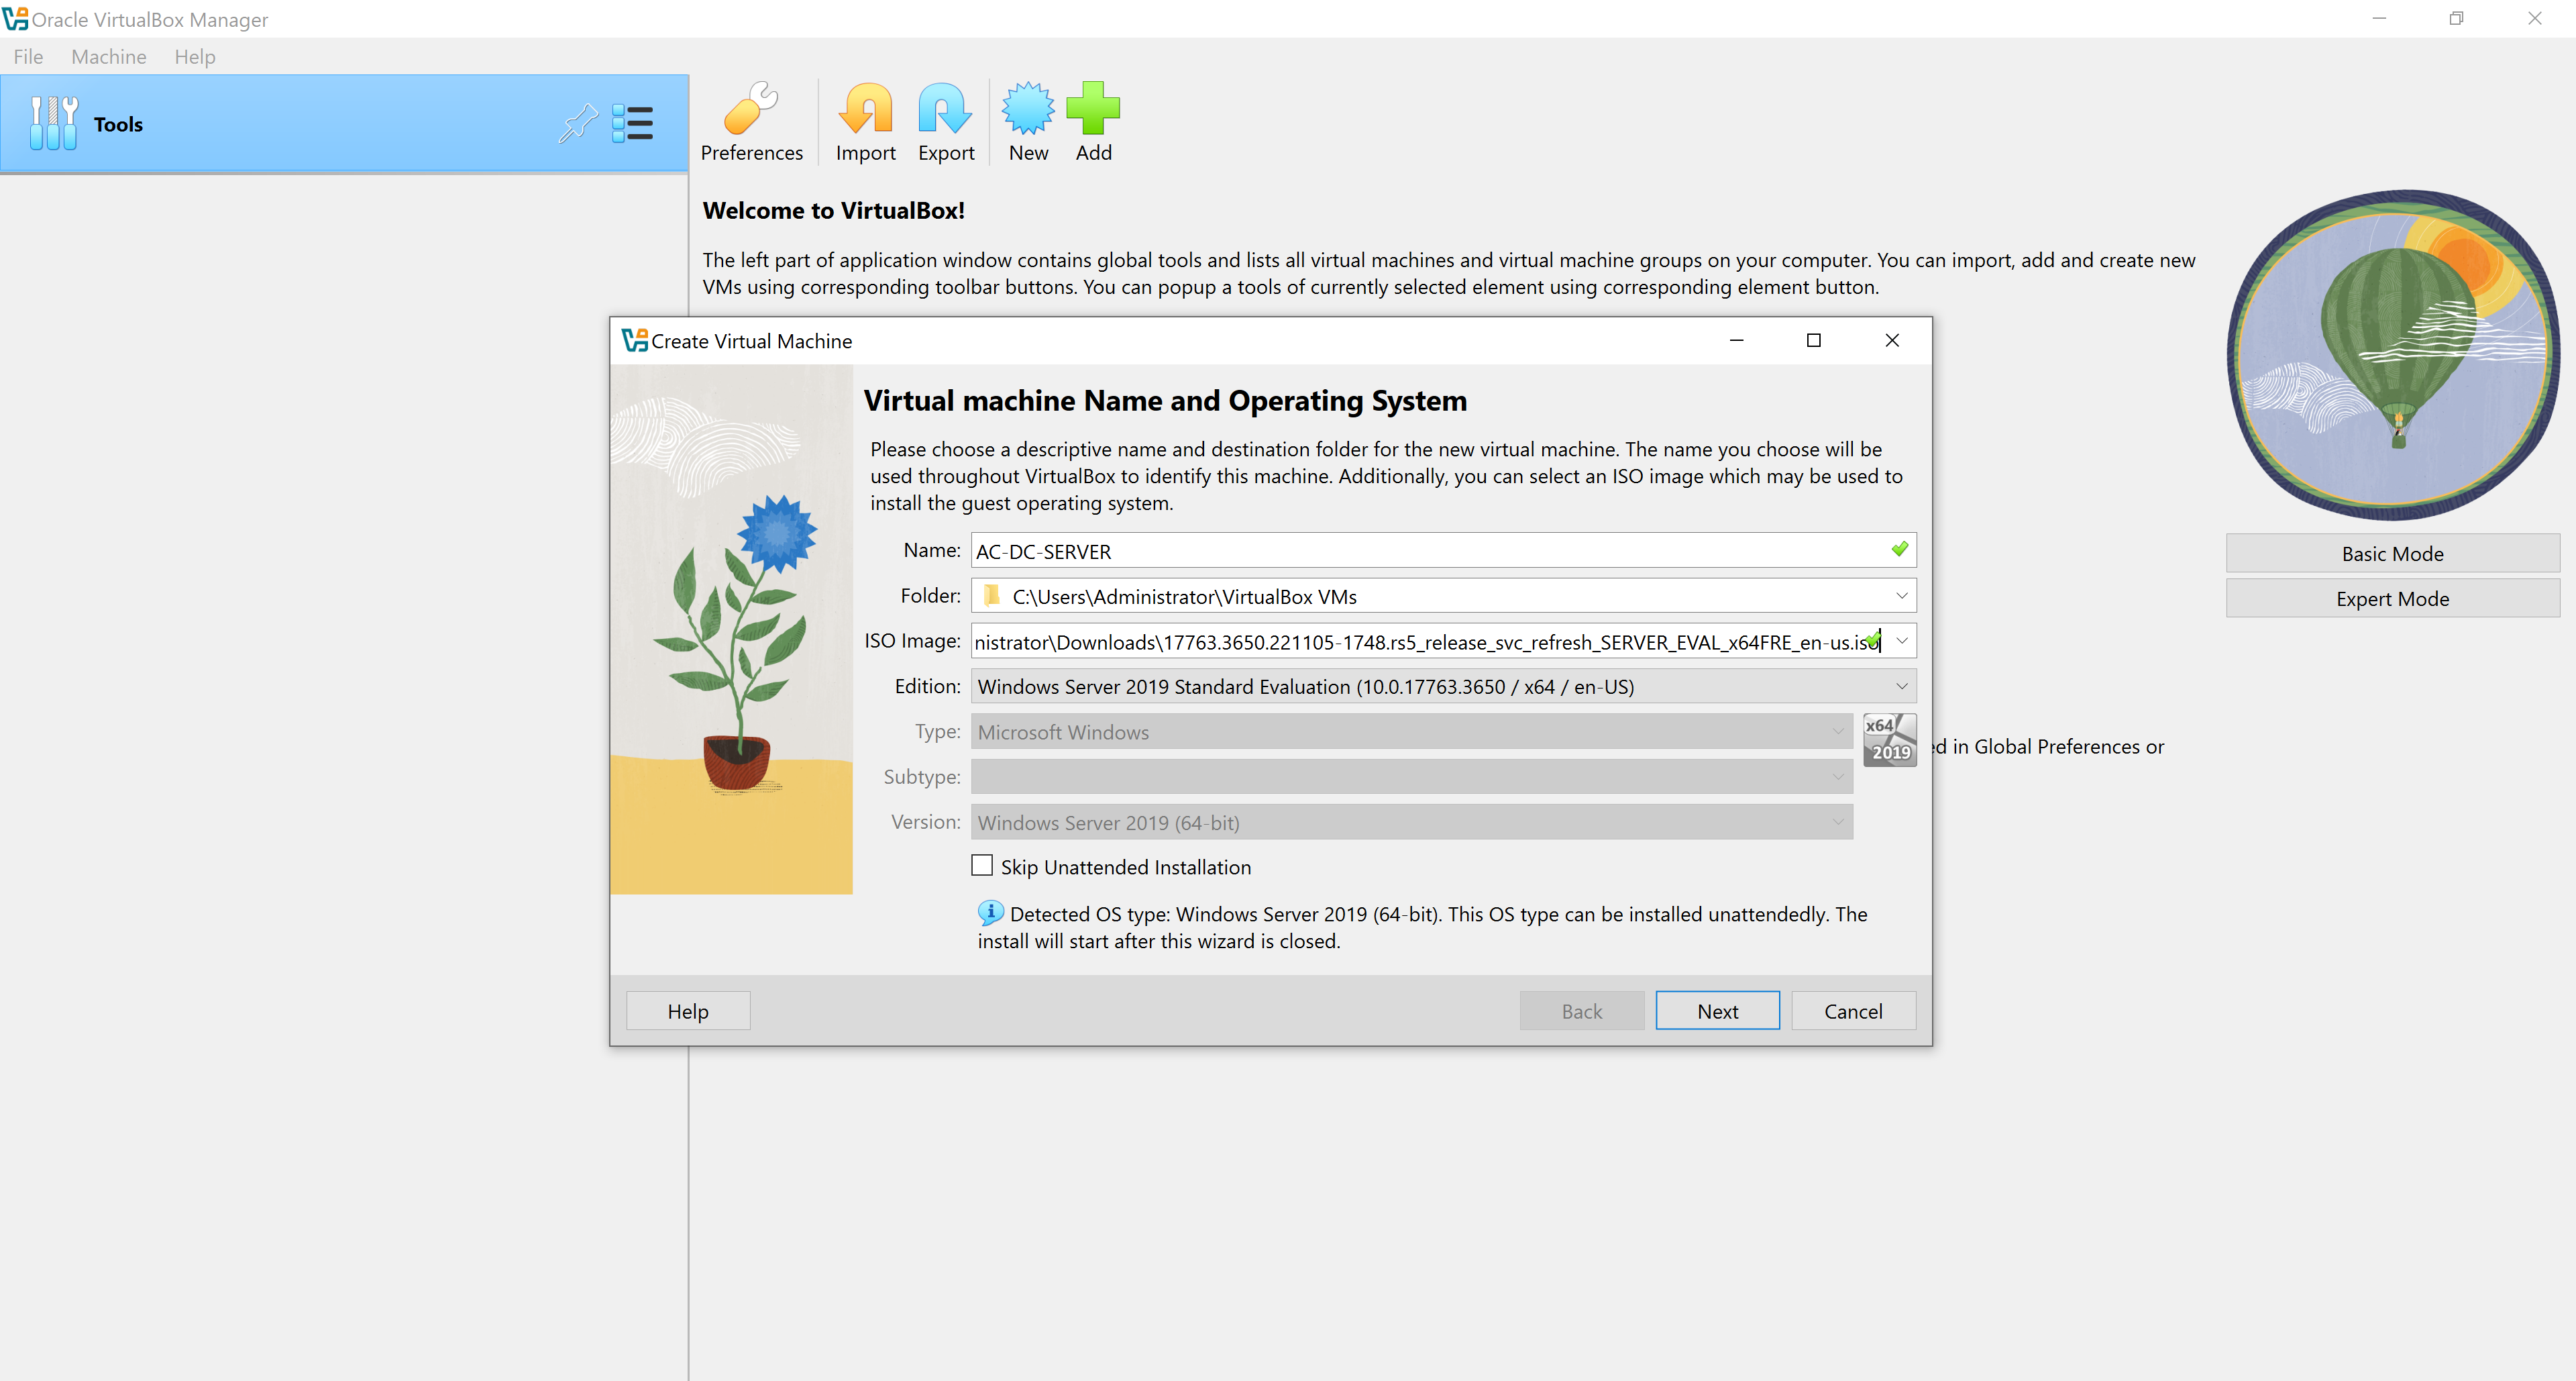 Oracle VirtualBox Manager
File Machine Help
Tools
Preferences Import Export New Add
Welcome to VirtualBox!
The left part of application window contains global tools and lists all virtual machines and virtual machine groups on your computer. You can import, add and create new
VMs using corresponding toolbar buttons. You can popup a tools of currently selected element using corresponding element button.
Create Virtual Machine
Virtual machine Name and Operating System
Please choose a descriptive name and destination folder for the new virtual machine. The name you choose will be
used throughout VirtualBox to identify this machine. Additionally, you can select an ISO image which may be used to
install the guest operating system.
Name: AC-DC-SERVER
Folder: C:\Users\Administrator\VirtualBox VMs
ISO Image: nistrator\Downloads\17763.3650.221105-1748.rs5_release_svc_refresh_SERVER_EVAL_x64FRE_en-us.iso
Edition: Windows Server 2019 Standard Evaluation (10.0.17763.3650 / x64 / en-US)
Type: Microsoft Windows
x64
2019
Subtype:
Version: Windows Server 2019 (64-bit)
Skip Unattended Installation
Detected OS type: Windows Server 2019 (64-bit). This OS type can be installed unattendedly. The
install will start after this wizard is closed.
Help Back Next Cancel
ed in Global Preferences or
Basic Mode
Expert Mode